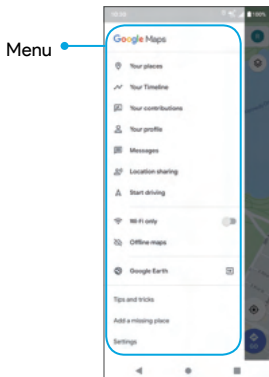 Menu
100%
Google Maps
Your places
Your Timeline
Your contributions
Your profile
Messages
Location sharing
Start driving
Wi-Fi only
Offline maps
Google Earth
Tips and tricks
Add a missing place
Settings